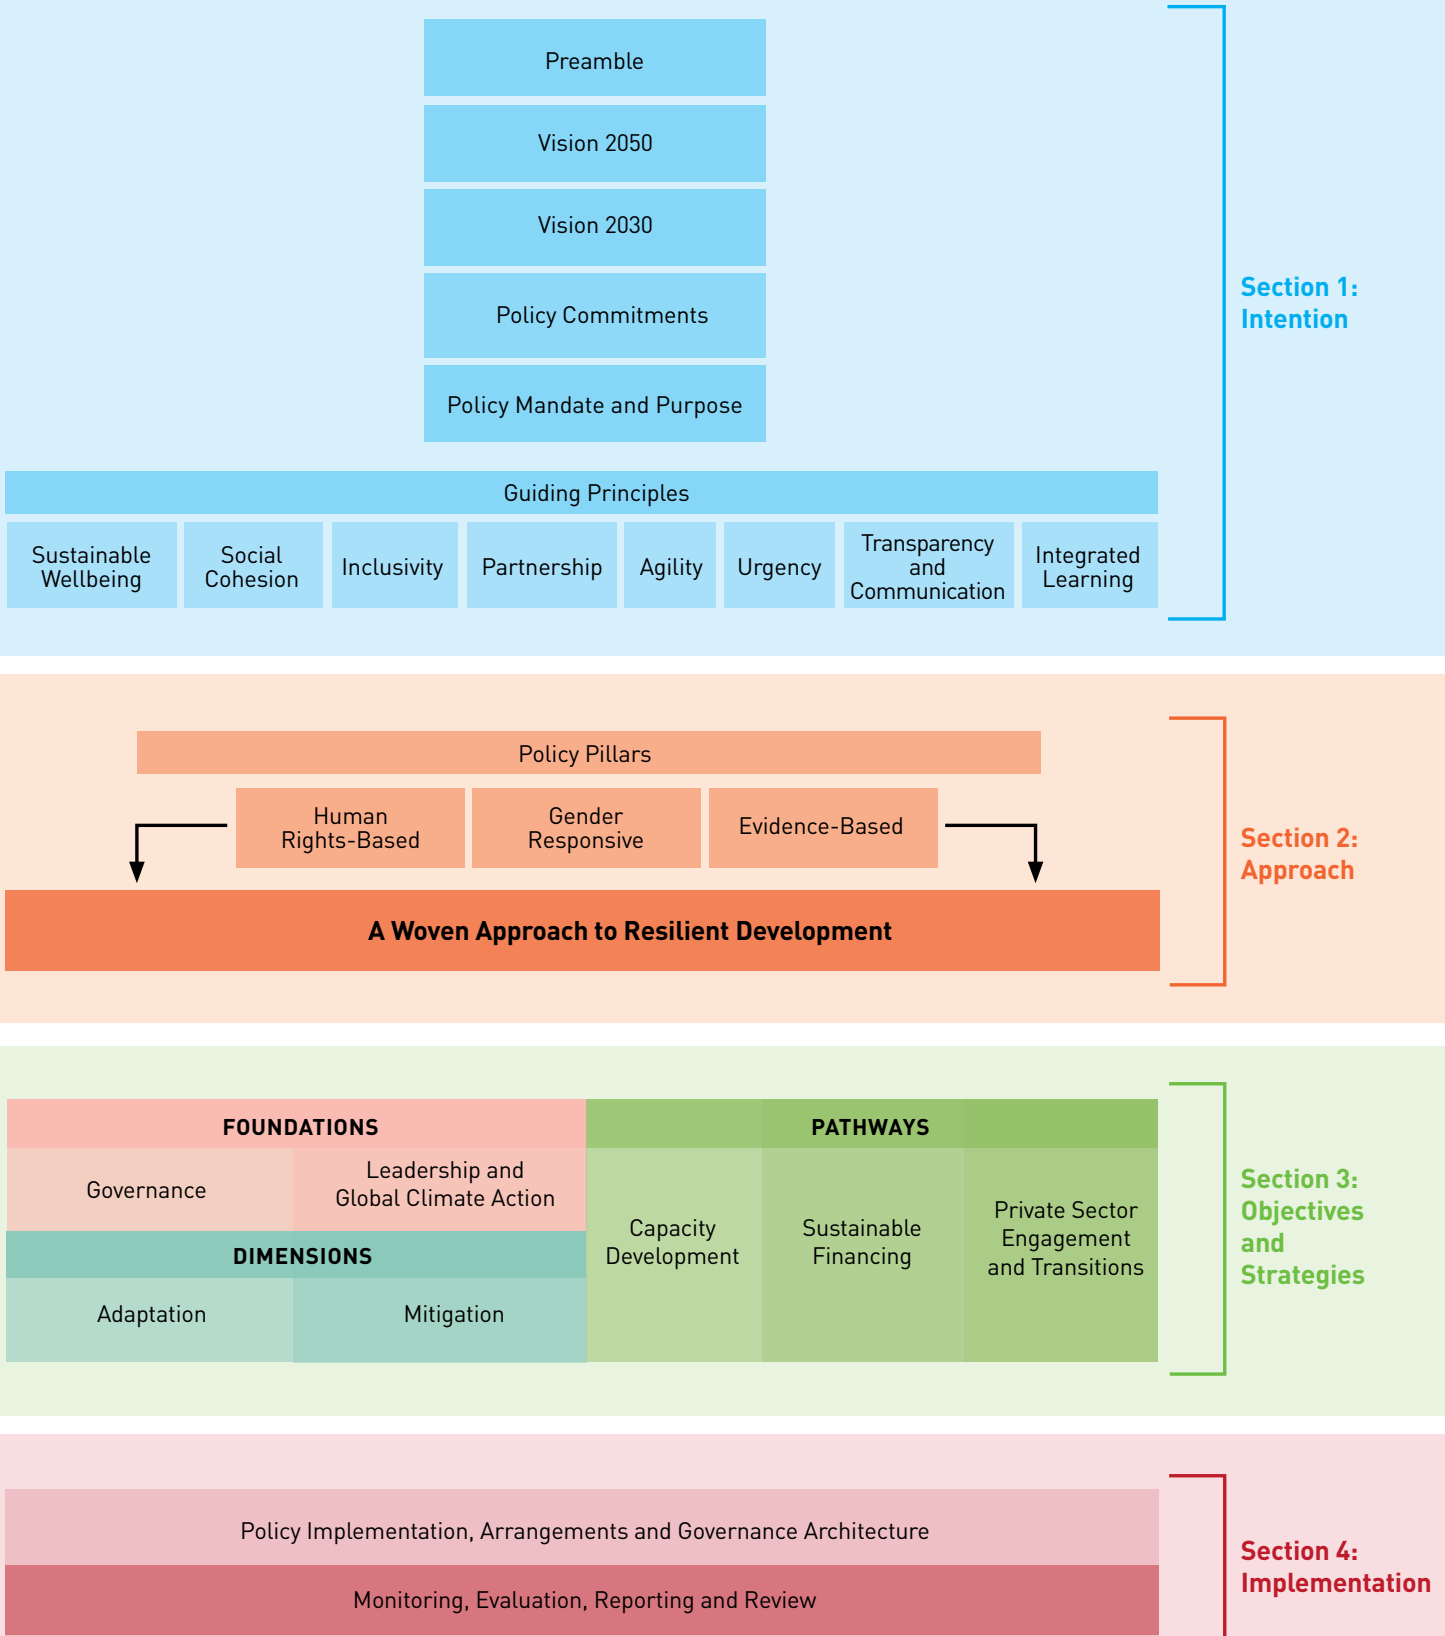 Preamble
Vision 2050
Vision 2030
Policy Commitments
Policy Mandate and Purpose
Section 1:
Intention
Guiding Principles
Sustainable
Wellbeing
Social
Cohesion
Inclusivity
Partnership
Agility
Urgency
Transparency
and
Communication
Integrated
Learning
Policy Pillars
Human
Rights-Based
Gender
Responsive
Evidence-Based
A Woven Approach to Resilient Development
Section 2:
Approach
FOUNDATIONS
Governance
Leadership and
Global Climate Action
DIMENSIONS
Adaptation
Mitigation
PATHWAYS
Capacity
Development
Sustainable
Financing
Private Sector
Engagement
and Transitions
Section 3:
Objectives
and
Strategies
Policy Implementation, Arrangements and Governance Architecture
Monitoring, Evaluation, Reporting and Review
Section 4:
Implementation